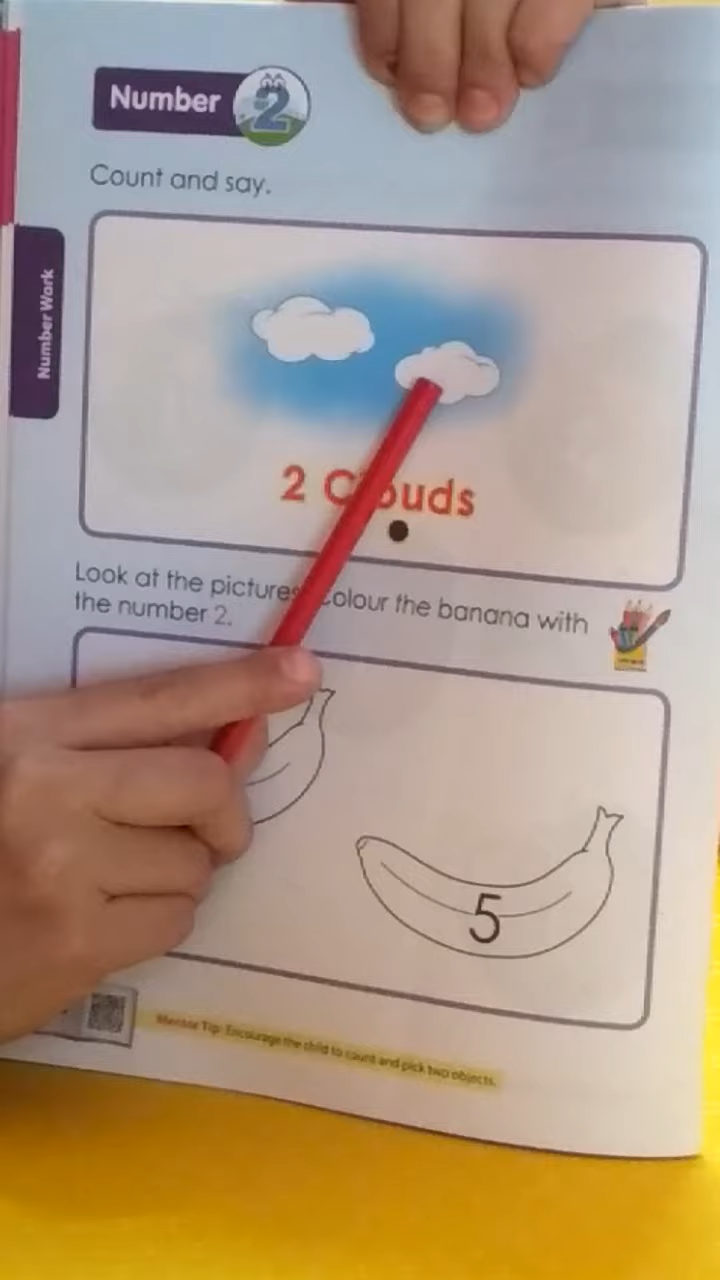 Number 2
Count and say.
Number Work
2 Clouds
Look at the pictures. Colour the banana with
the number 2.
5
Mentor Tip: Encourage the child to count and pick two objects.